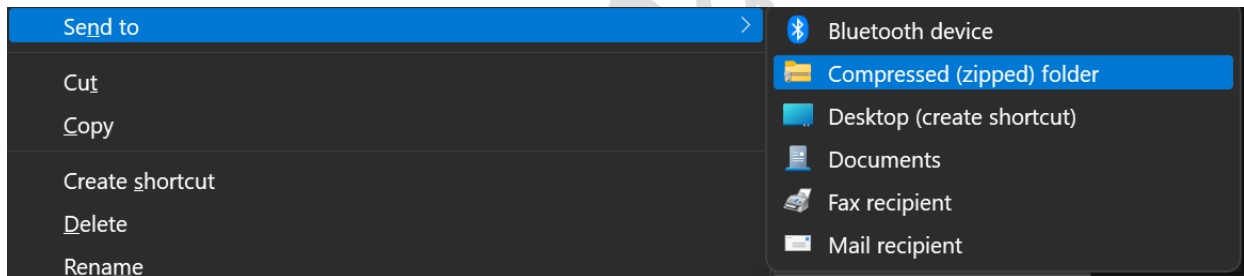 Send to
Cut
Copy
Create shortcut
Delete
Rename
Bluetooth device
Compressed (zipped) folder
Desktop (create shortcut)
Documents
Fax recipient
Mail recipient